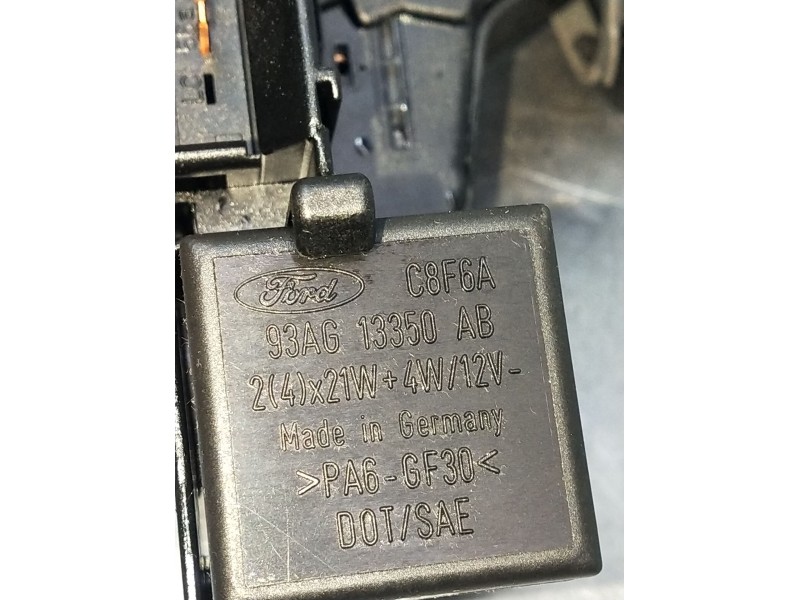 Ford C8F6A
93AG 13350 AB
2(4)x21W+4W/12V-
Made in Germany
>PA6-GF30<
DOT/SAE